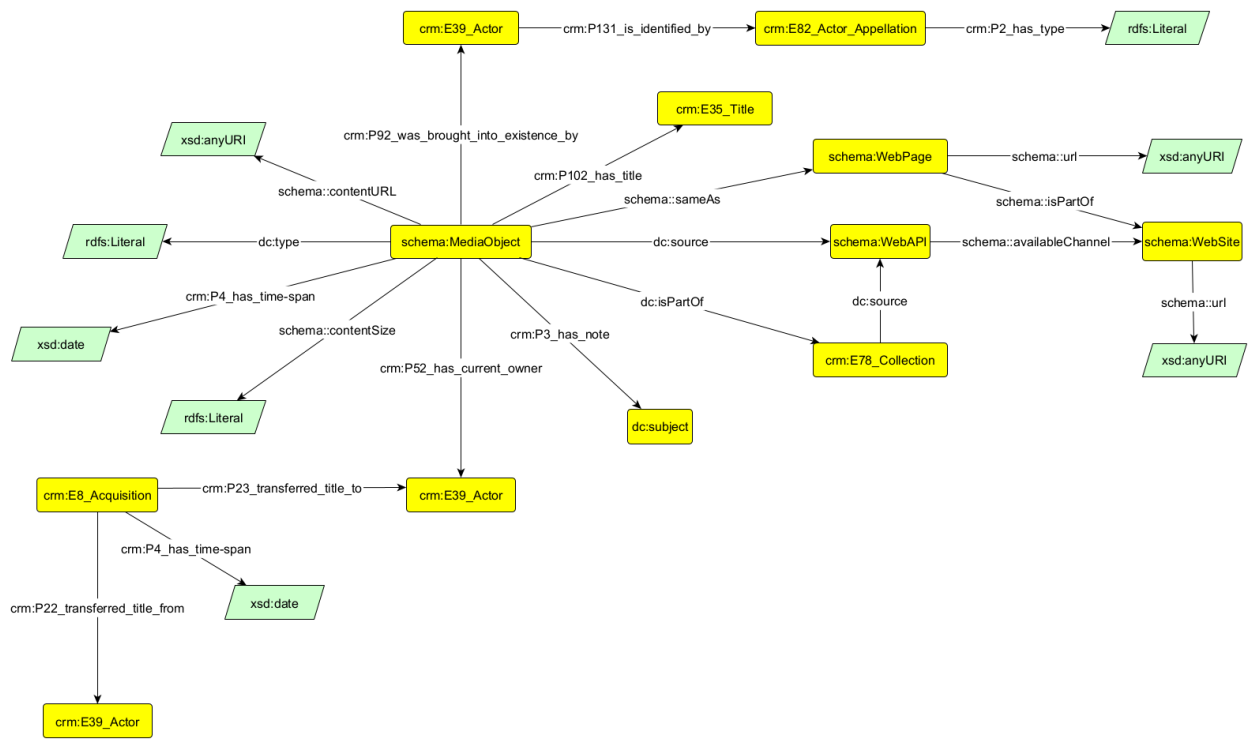 crm:E39_Actor
crm:P131_is_identified_by
crm:E82_Actor_Appellation
crm:P2_has_type
rdfs:Literal
crm:E35_Title
xsd:anyURI
crm:P92_was_brought_into_existence_by
schema:WebPage
schema::url
xsd:anyURI
crm:P102_has_title
schema::contentURL
schema::sameAs
schema::isPartOf
rdfs:Literal
dc:type
schema:MediaObject
dc:source
schema:WebAPI
schema::availableChannel
schema:WebSite
crm:P4_has_time-span
dc:isPartOf
dc:source
schema::url
schema::contentSize
crm:P3_has_note
xsd:date
crm:E78_Collection
xsd:anyURI
crm:P52_has_current_owner
rdfs:Literal
dc:subject
crm:E8_Acquisition
crm:P23_transferred_title_to
crm:E39_Actor
crm:P4_has_time-span
xsd:date
crm:P22_transferred_title_from
crm:E39_Actor